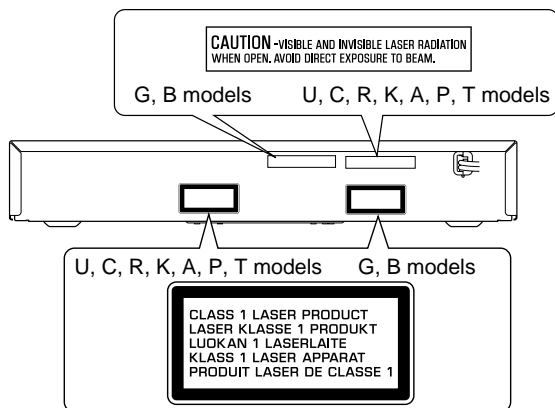 CAUTION -VISIBLE AND INVISIBLE LASER RADIATION
WHEN OPEN. AVOID DIRECT EXPOSURE TO BEAM.
G, B models
U, C, R, K, A, P, T models
U, C, R, K, A, P, T models
G, B models
CLASS 1 LASER PRODUCT
LASER KLASSE 1 PRODUKT
LUOKAN 1 LASERLAITE
KLASS 1 LASER APPARAT
PRODUIT LASER DE CLASSE 1